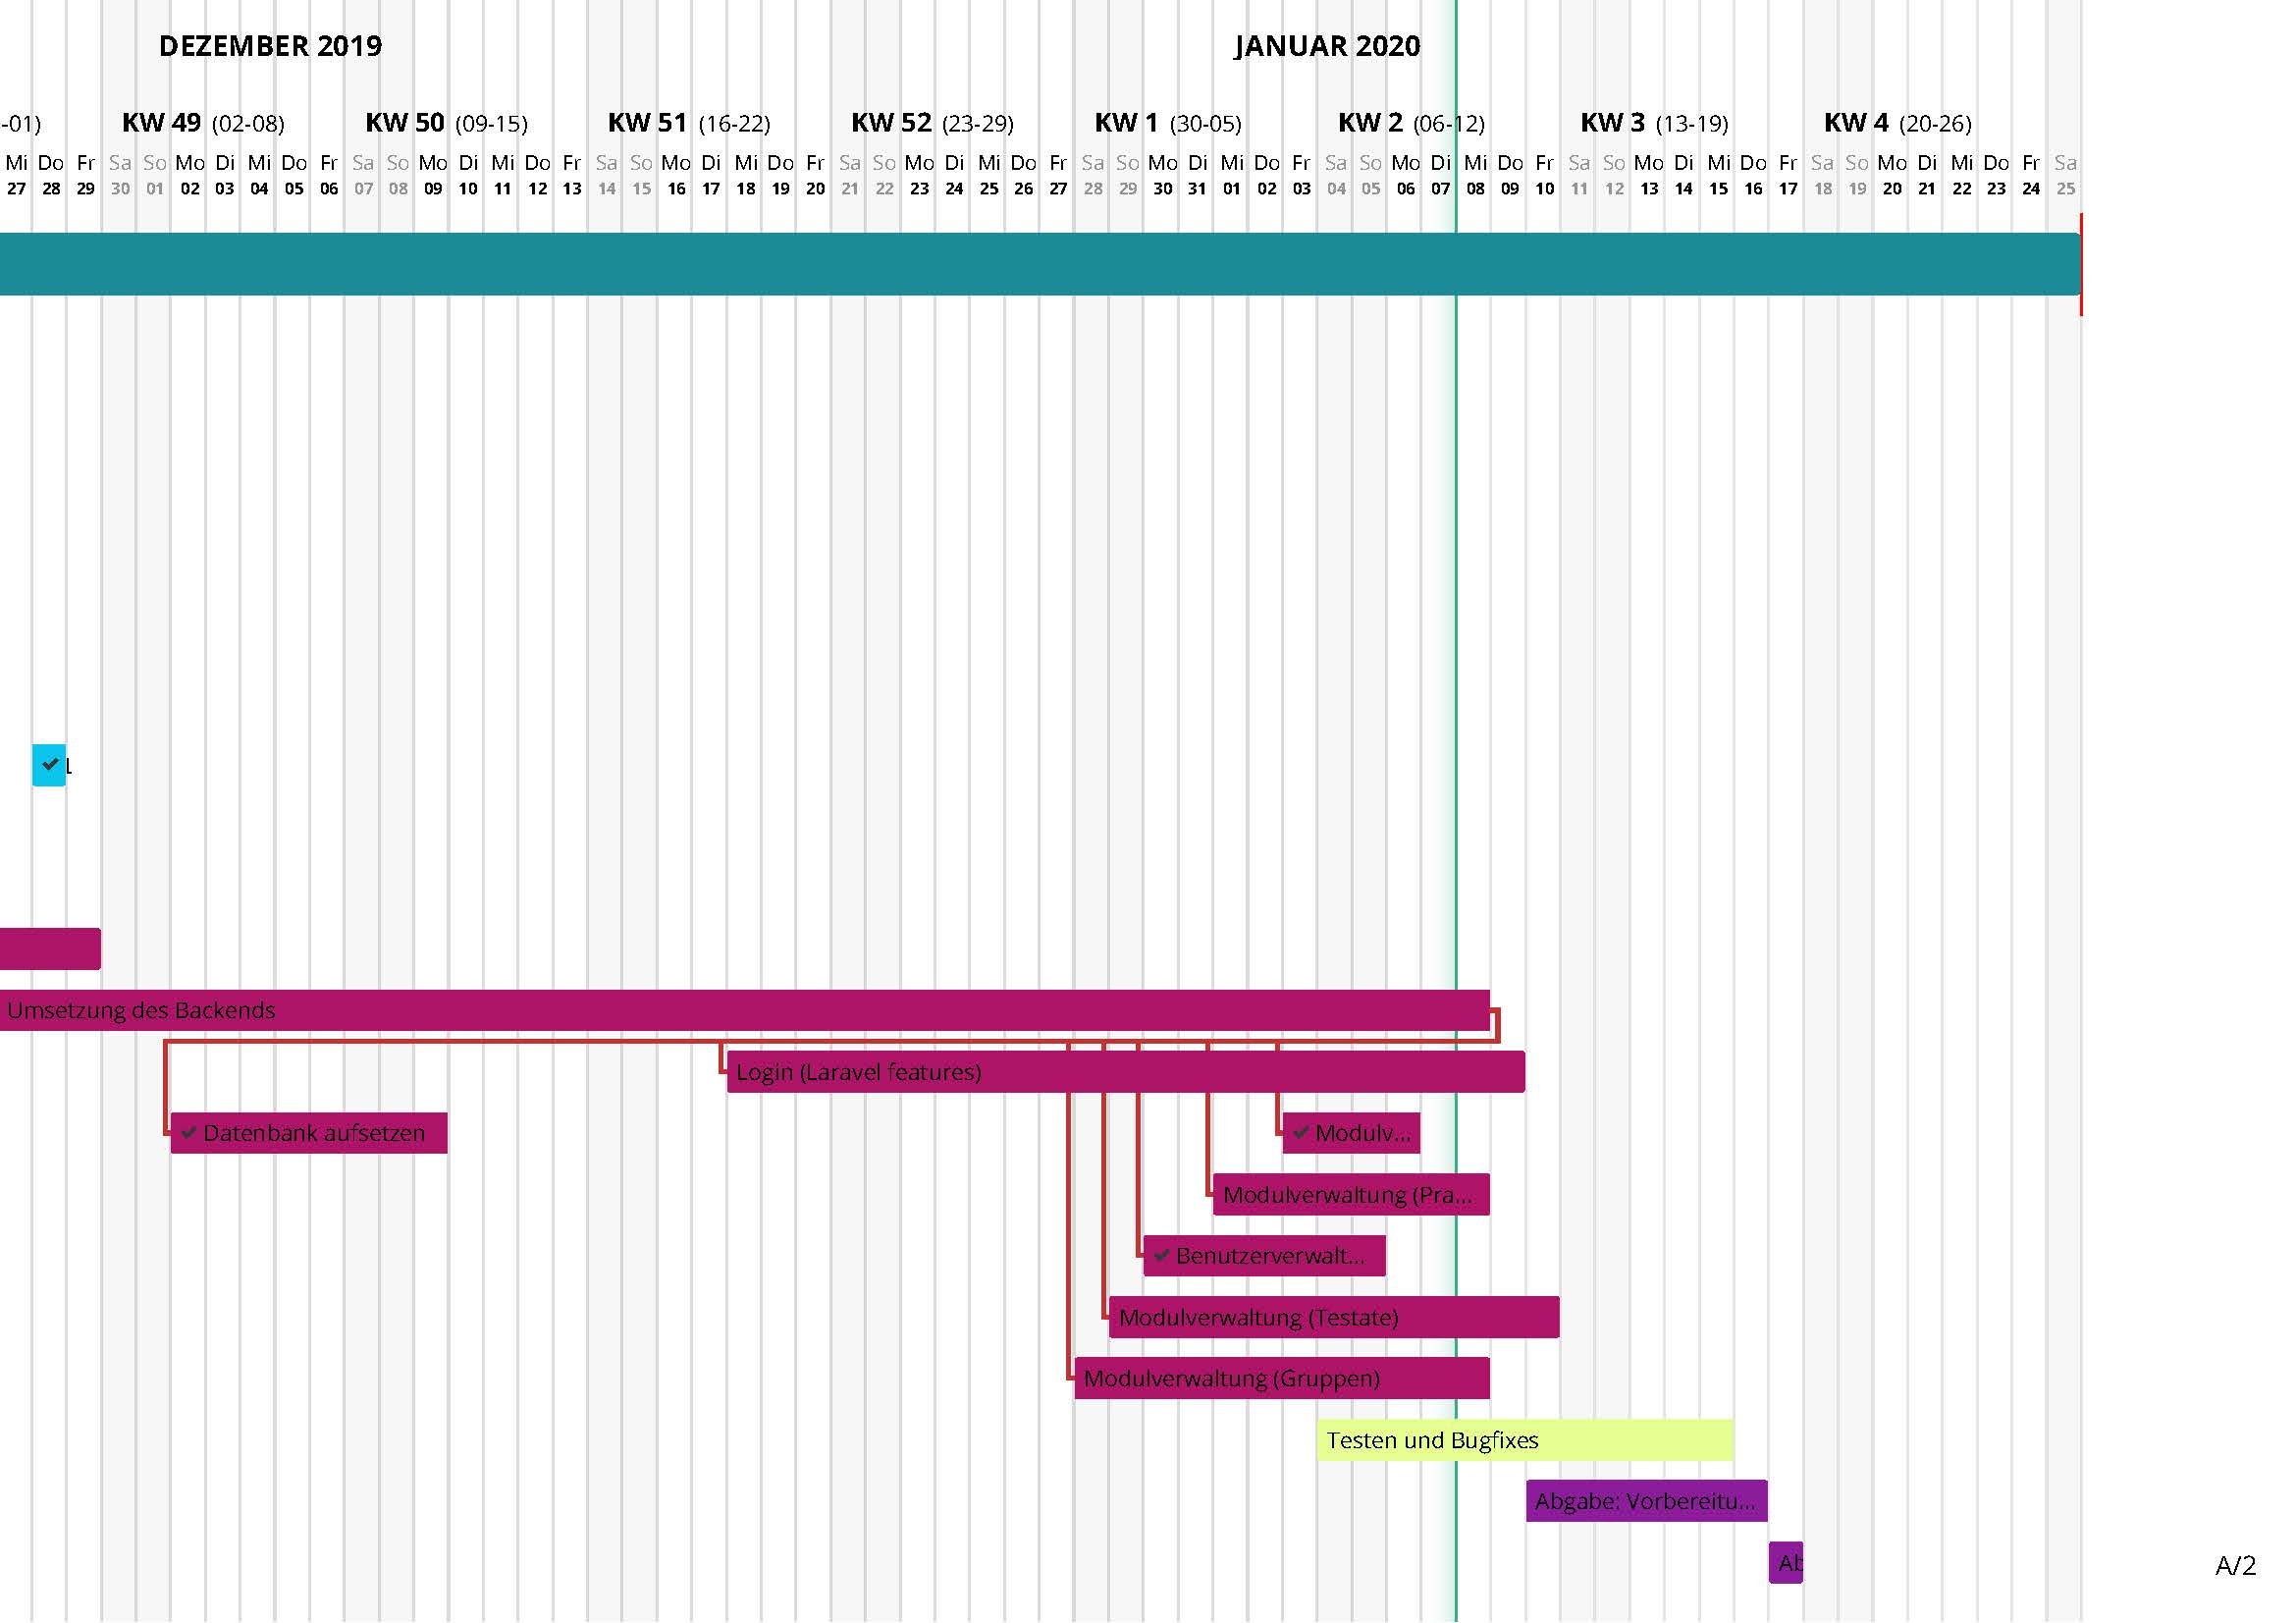 DEZEMBER 2019 JANUAR 2020
-01) KW 49 (02-08) KW 50 (09-15) KW 51 (16-22) KW 52 (23-29) KW 1 (30-05) KW 2 (06-12) KW 3 (13-19) KW 4 (20-26)
Mi Do Fr Sa So Mo Di Mi Do Fr Sa So Mo Di Mi Do Fr Sa So Mo Di Mi Do Fr Sa So Mo Di Mi Do Fr Sa So Mo Di Mi Do Fr Sa So Mo Di Mi Do Fr Sa So Mo Di Mi Do Fr Sa So Mo Di Mi Do Fr Sa
27 28 29 30 01 02 03 04 05 06 07 08 09 10 11 12 13 14 15 16 17 18 19 20 21 22 23 24 25 26 27 28 29 30 31 01 02 03 04 05 06 07 08 09 10 11 12 13 14 15 16 17 18 19 20 21 22 23 24 25
Umsetzung des Backends
Login (Laravel features)
Datenbank aufsetzen Modulv...
Modulverwaltung (Pra...
Benutzerverwalt...
Modulverwaltung (Testate)
Modulverwaltung (Gruppen)
Testen und Bugfixes
Abgabe: Vorbereitu...
Ab
A/2